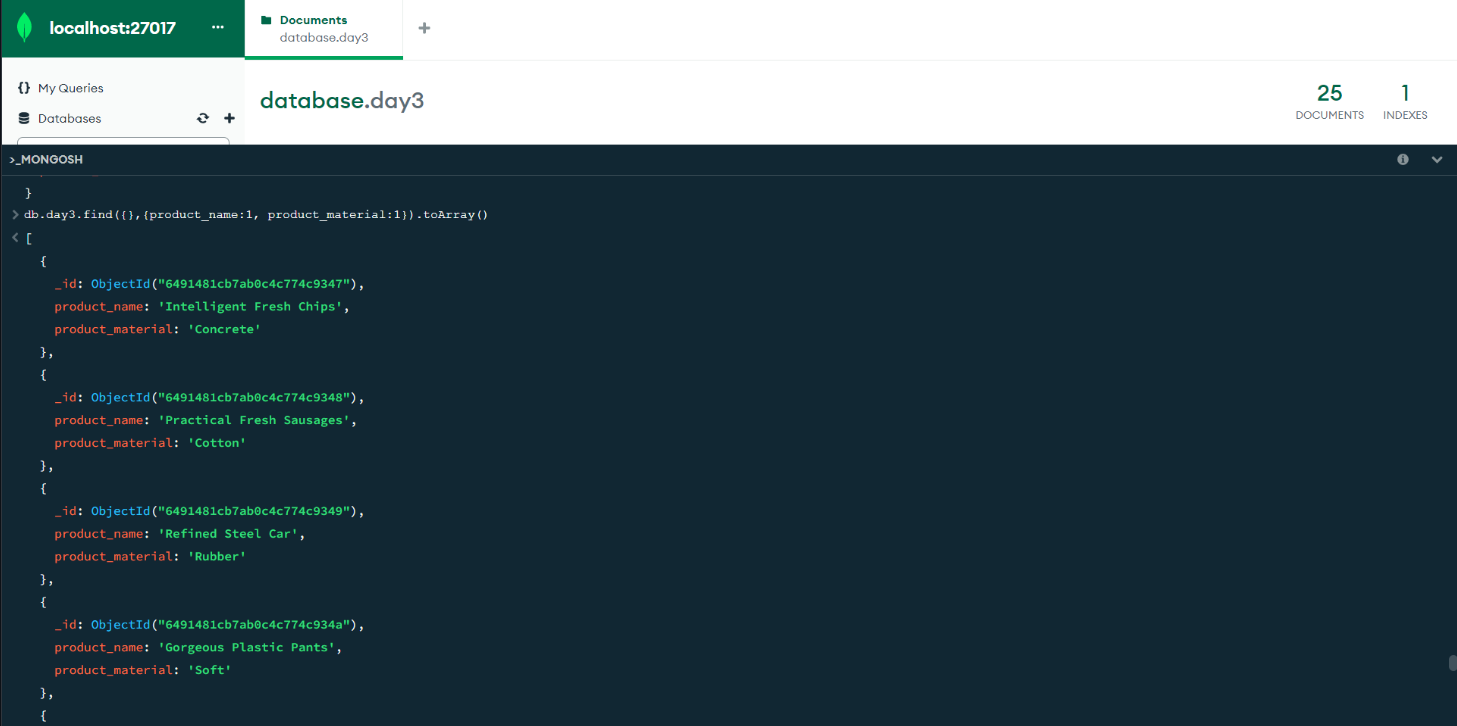 localhost:27017 ...
Documents
database.day3
+
{} My Queries
Databases +
database.day3
25
DOCUMENTS
1
INDEXES
>_MONGOSH
}
> db.day3.find({},{product_name:1, product_material:1}).toArray()
< [
{
_id: ObjectId("6491481cb7ab0c4c774c9347"),
product_name: 'Intelligent Fresh Chips',
product_material: 'Concrete'
},
{
_id: ObjectId("6491481cb7ab0c4c774c9348"),
product_name: 'Practical Fresh Sausages',
product_material: 'Cotton'
},
{
_id: ObjectId("6491481cb7ab0c4c774c9349"),
product_name: 'Refined Steel Car',
product_material: 'Rubber'
},
{
_id: ObjectId("6491481cb7ab0c4c774c934a"),
product_name: 'Gorgeous Plastic Pants',
product_material: 'Soft'
},
{